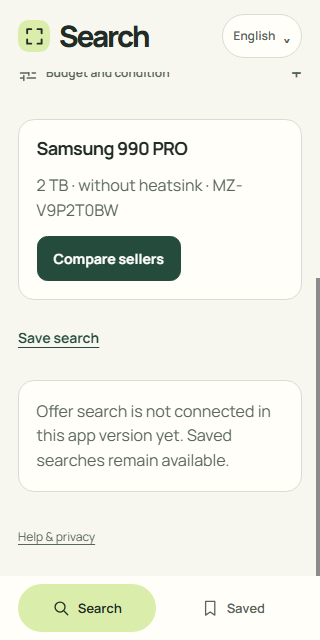 Search
English
Budget and condition
Samsung 990 PRO
2 TB · without heatsink · MZ-
V9P2T0BW
Compare sellers
Save search
Offer search is not connected in
this app version yet. Saved
searches remain available.
Help & privacy
Search
Saved